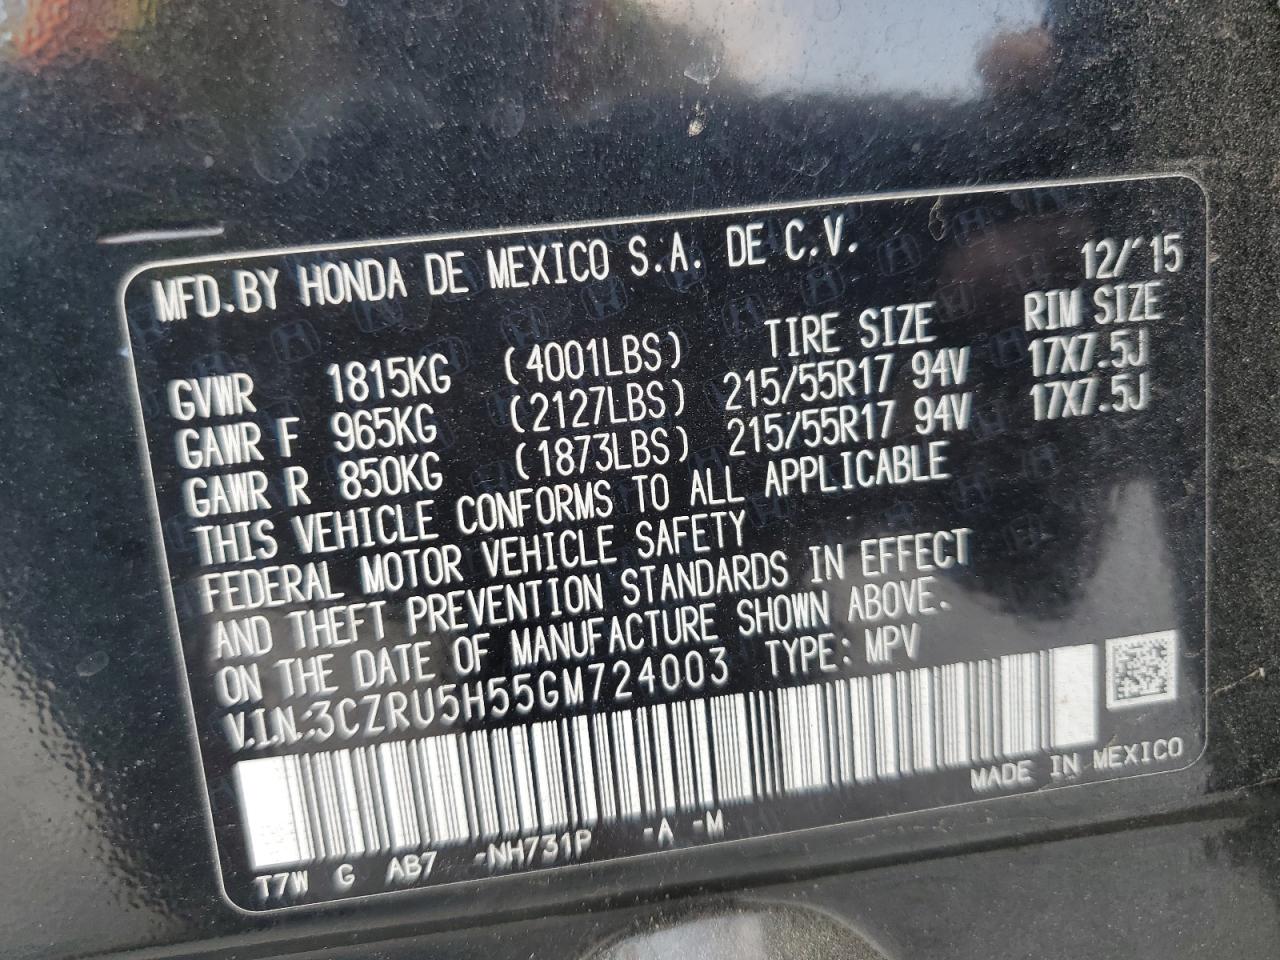 MFD.BY HONDA DE MEXICO S.A. DE C.V. 12/'15
TIRE SIZE RIM SIZE
GVWR 1815KG (4001LBS)
GAWR F 965KG (2127LBS) 215/55R17 94V 17X7.5J
GAWR R 850KG (1873LBS) 215/55R17 94V 17X7.5J
THIS VEHICLE CONFORMS TO ALL APPLICABLE
FEDERAL MOTOR VEHICLE SAFETY
AND THEFT PREVENTION STANDARDS IN EFFECT
ON THE DATE OF MANUFACTURE SHOWN ABOVE.
V.I.N.:3CZRU5H55GM724003 TYPE: MPV
MADE IN MEXICO
T7W G AB7 -NH731P -A -M